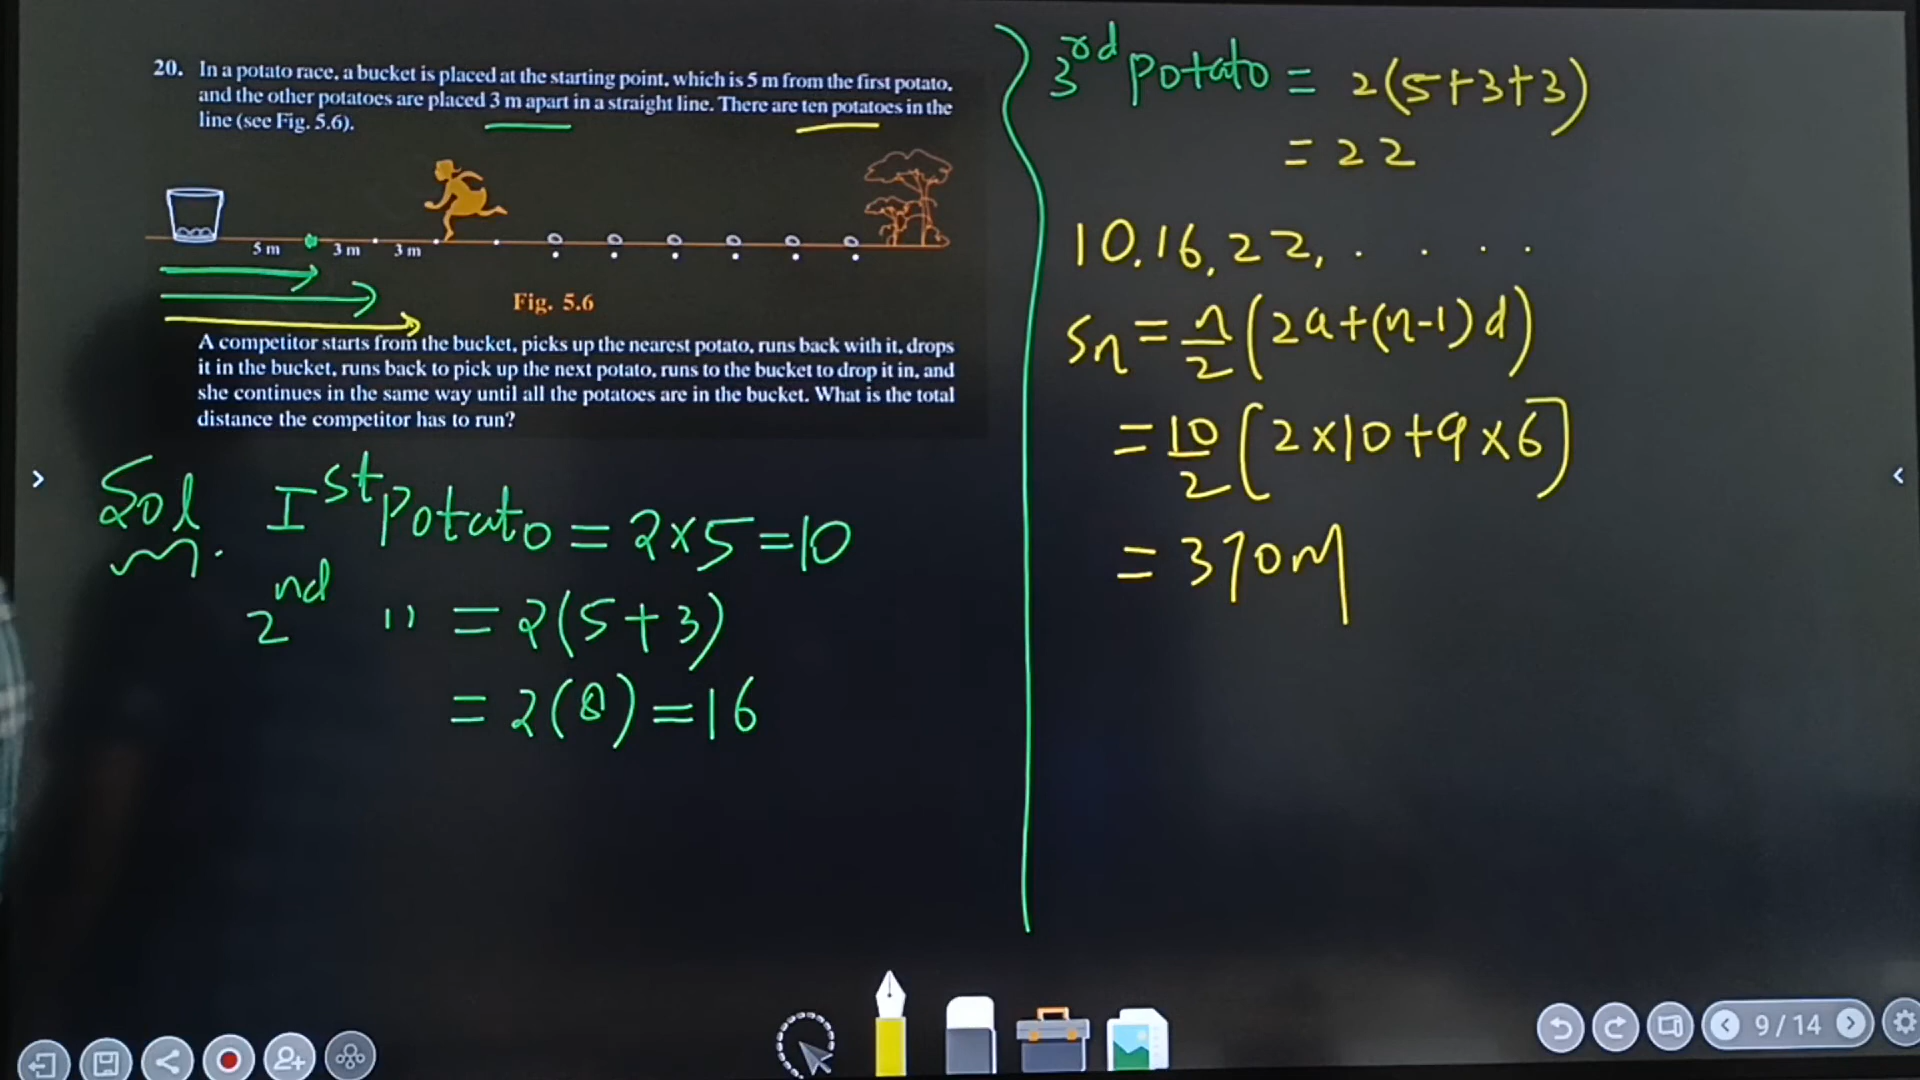 20. In a potato race, a bucket is placed at the starting point, which is 5 m from the first potato,
and the other potatoes are placed 3 m apart in a straight line. There are ten potatoes in the
line (see Fig. 5.6).
5 m 3 m 3 m
Fig. 5.6
A competitor starts from the bucket, picks up the nearest potato, runs back with it, drops
it in the bucket, runs back to pick up the next potato, runs to the bucket to drop it in, and
she continues in the same way until all the potatoes are in the bucket. What is the total
distance the competitor has to run?
Sol Ist Potato = 2×5 = 10
2nd " = 2(5+3)
= 2(8) = 16
3rd potato = 2(5+3+3)
= 22
10, 16, 22, . . . .
Sn = n/2 (2a+(n-1)d)
= 10/2 (2×10+9×6)
= 370m
9 / 14